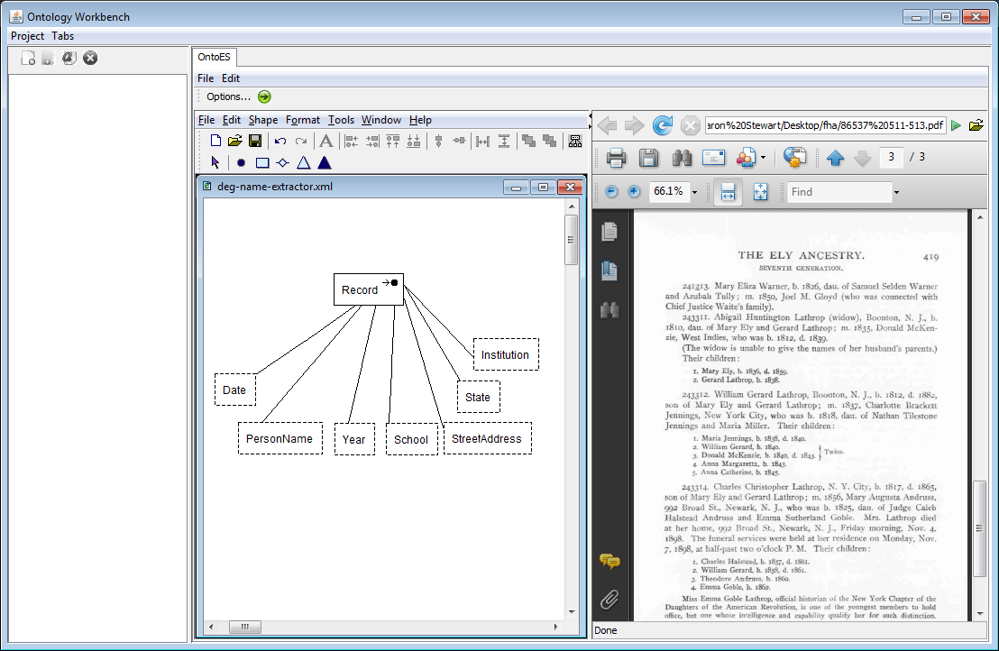 Ontology Workbench
Project Tabs
OntoES
File Edit
Options...
File Edit Shape Format Tools Window Help
deg-name-extractor.xml
Record
Institution
Date
State
PersonName
Year
School
StreetAddress
aron%20Stewart/Desktop/fha/86537%20511-513.pdf
3 / 3
66.1%
Find
THE ELY ANCESTRY. 419
SEVENTH GENERATION.
241213. Mary Eliza Warner, b. 1826, dau. of Samuel Selden Warner
and Azubah Tully; m. 1850, Joel M. Gloyd (who was connected with
Chief Justice Waite's family).
243311. Abigail Huntington Lathrop (widow), Boonton, N. J., b.
1810, dau. of Mary Ely and Gerard Lathrop; m. 1835, Donald McKen-
zie, West Indies, who was b. 1812, d. 1839.
(The widow is unable to give the names of her husband's parents.)
Their children:
1. Mary Ely, b. 1836, d. 1859.
2. Gerard Lathrop, b. 1838.
243312. William Gerard Lathrop, Boonton, N. J., b. 1812, d. 1882,
son of Mary Ely and Gerard Lathrop; m. 1837, Charlotte Brackett
Jennings, New York City, who was b. 1818, dau. of Nathan Tilestone
Jennings and Maria Miller. Their children:
1. Maria Jennings, b. 1838, d. 1840.
2. William Gerard, b. 1840.
3. Donald McKenzie, b. 1840, d. 1843. } Twins.
4. Anna Margaretta, b. 1843.
5. Anna Catherine, b. 1845.
243314. Charles Christopher Lathrop, N. Y. City, b. 1817, d. 1865,
son of Mary Ely and Gerard Lathrop; m. 1856, Mary Augusta Andruss,
992 Broad St., Newark, N. J., who was b. 1825, dau. of Judge Caleb
Halstead Andruss and Emma Sutherland Goble. Mrs. Lathrop died
at her home, 992 Broad St., Newark, N. J., Friday morning, Nov. 4,
1898. The funeral services were held at her residence on Monday, Nov.
7, 1898, at half-past two o'clock P. M. Their children:
1. Charles Halstead, b. 1857, d. 1861.
2. William Gerard, b. 1858, d. 1861.
3. Theodore Andruss, b. 1860.
4. Emma Goble, b. 1862.
Miss Emma Goble Lathrop, official historian of the New York Chapter of the
Daughters of the American Revolution, is one of the youngest members to hold
office, but one whose intelligence and capability qualify her for such distinction.
Done